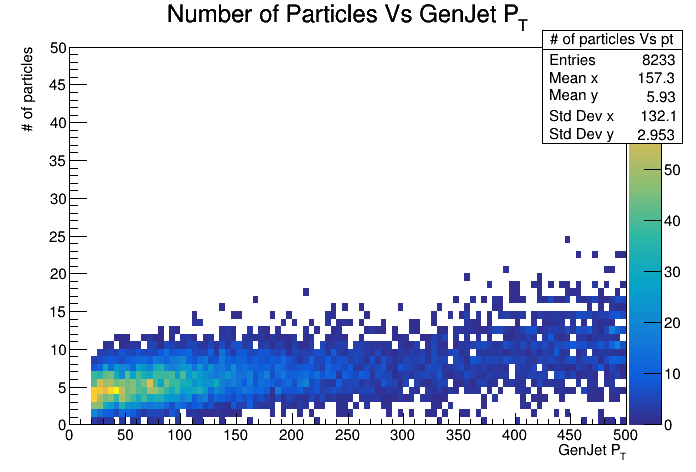 Number of Particles Vs GenJet P_T
# of particles Vs pt
Entries 8233
Mean x 157.3
Mean y 5.93
Std Dev x 132.1
Std Dev y 2.953
# of particles
50
45
40
35
30
25
20
15
10
5
0
0 50 100 150 200 250 300 350 400 450 500
GenJet P_T
50
40
30
20
10
0